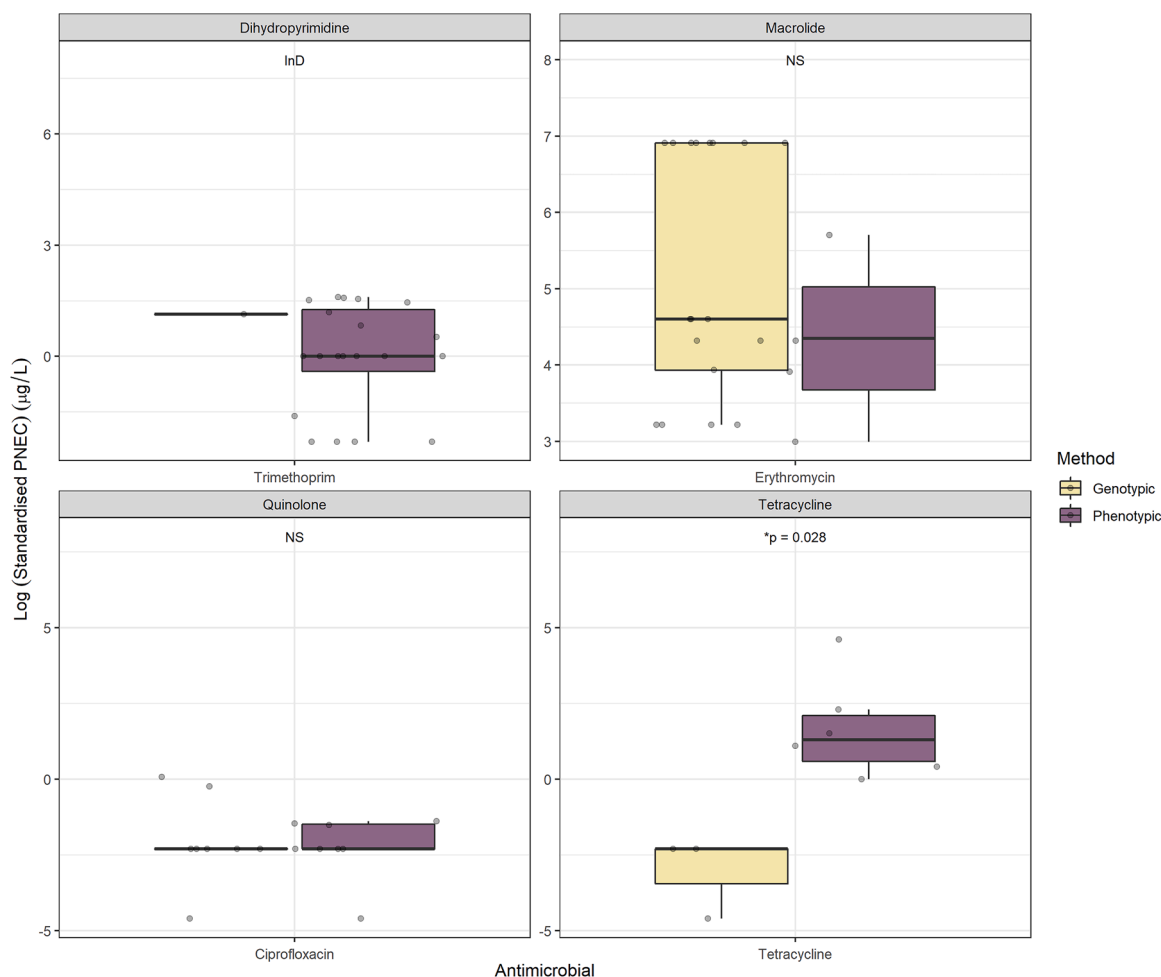 Dihydropyrimidine
Macrolide
InD
NS
8
7
6
5
4
3
6
3
0
Trimethoprim
Erythromycin
Quinolone
Tetracycline
NS
*p = 0.028
5
0
-5
5
0
-5
Ciprofloxacin
Tetracycline
Antimicrobial
Log (Standardised PNEC) (μg/L)
Method
Genotypic
Phenotypic